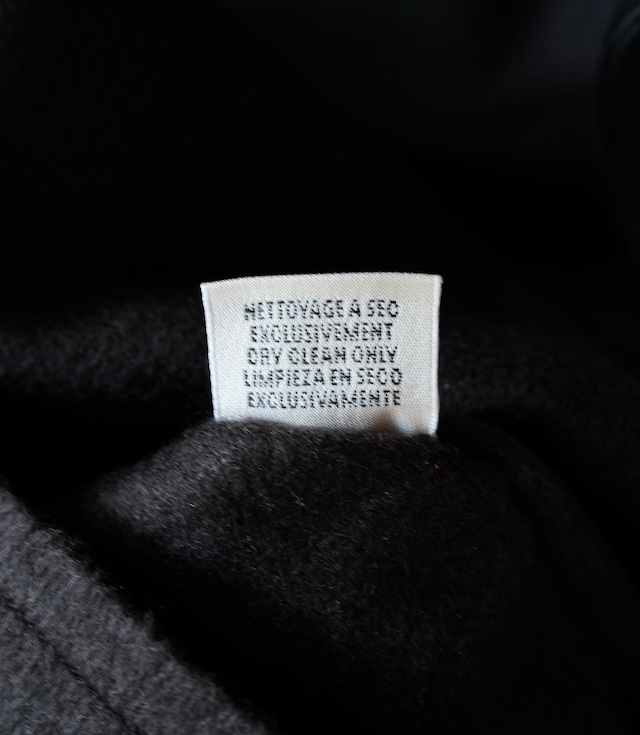 NETTOYAGE A SEC
EXCLUSIVEMENT
DRY CLEAN ONLY
LIMPIEZA EN SECO
EXCLUSIVAMENTE